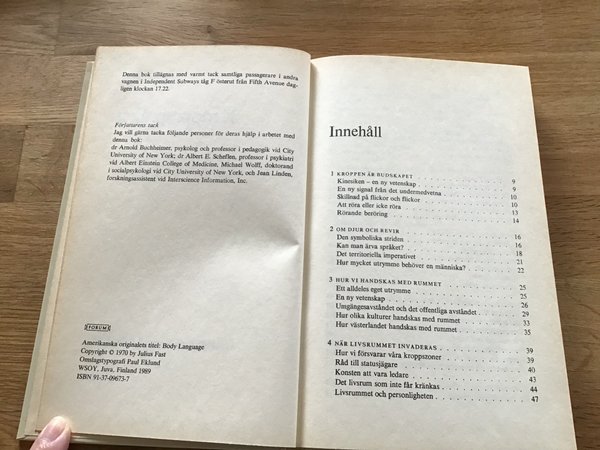 Denna bok tillägnas med varmt tack samtliga passagerare i andra
vagnen i Independent Subways tåg F österut från Fifth Avenue dag-
ligen klockan 17.22.
Författarens tack
Jag vill gärna tacka följande personer för deras hjälp i arbetet med
denna bok:
dr Arnold Buchheimer, psykolog och professor i pedagogik vid City
University of New York; dr Albert E. Scheflen, professor i psykiatri
vid Albert Einstein College of Medicine, Michael Wolff, doktorand
i socialpsykologi vid City University of New York, och Jean Linden,
forskningsassistent vid Interscience Information, Inc.
FORUM
Amerikanska originalets titel: Body Language
Copyright © 1970 by Julius Fast
Omslagstypografi Paul Eklund
WSOY, Juva, Finland 1989
ISBN 91-37-09673-7
Innehåll
1 KROPPEN ÄR BUDSKAPET
Kinesiken – en ny vetenskap 9
En ny signal från det undermedvetna 9
Skillnad på flickor och flickor 10
Att röra eller icke röra 10
Rörande beröring 13
14
2 OM DJUR OCH REVIR
Den symboliska striden 16
Kan man ärva språket? 16
Det territoriella imperativet 18
Hur mycket utrymme behöver en människa? 21
22
3 HUR VI HANDSKAS MED RUMMET
Ett alldeles eget utrymme 25
En ny vetenskap 25
Umgängesavståndet och det offentliga avståndet 26
Hur olika kulturer handskas med rummet 29
Hur västerlandet handskas med rummet 33
35
4 NÄR LIVSRUMMET INVADERAS
Hur vi försvarar våra kroppszoner 39
Råd till statusjägare 39
Konsten att vara ledare 40
Det livsrum som inte får kränkas 43
Livsrummet och personligheten 44
47